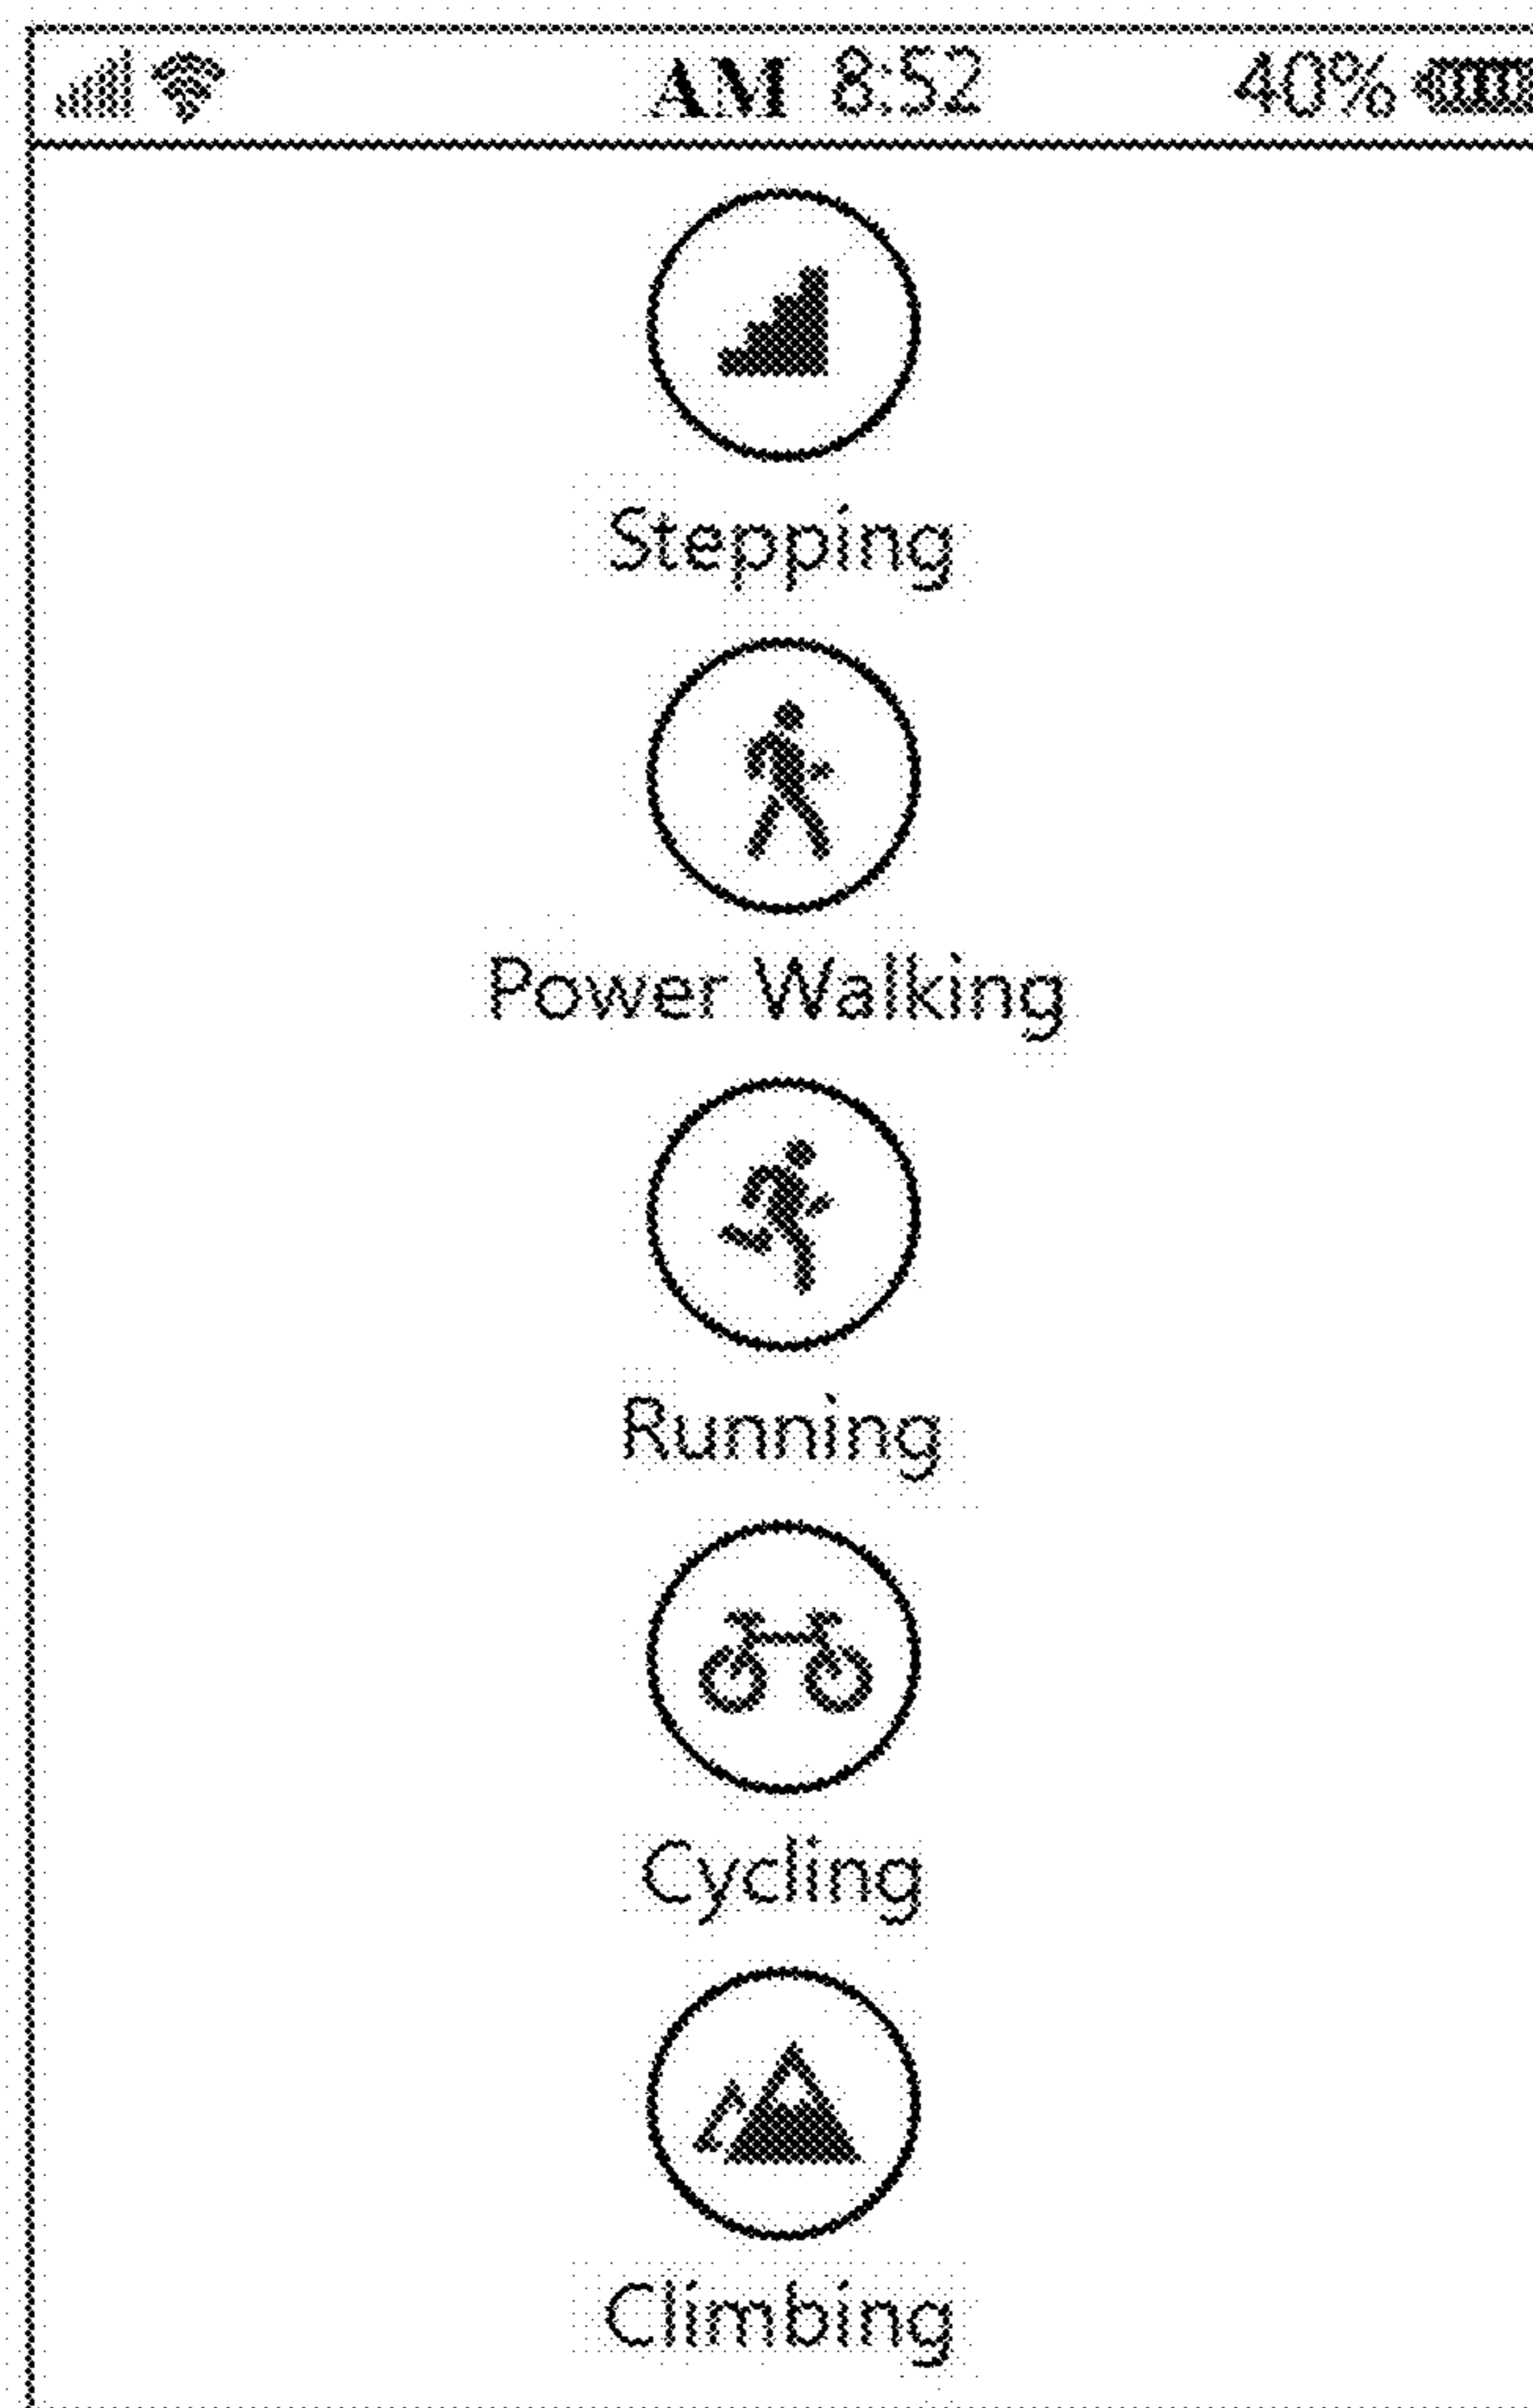 AM 8:52 40%
Stepping
Power Walking
Running
Cycling
Climbing